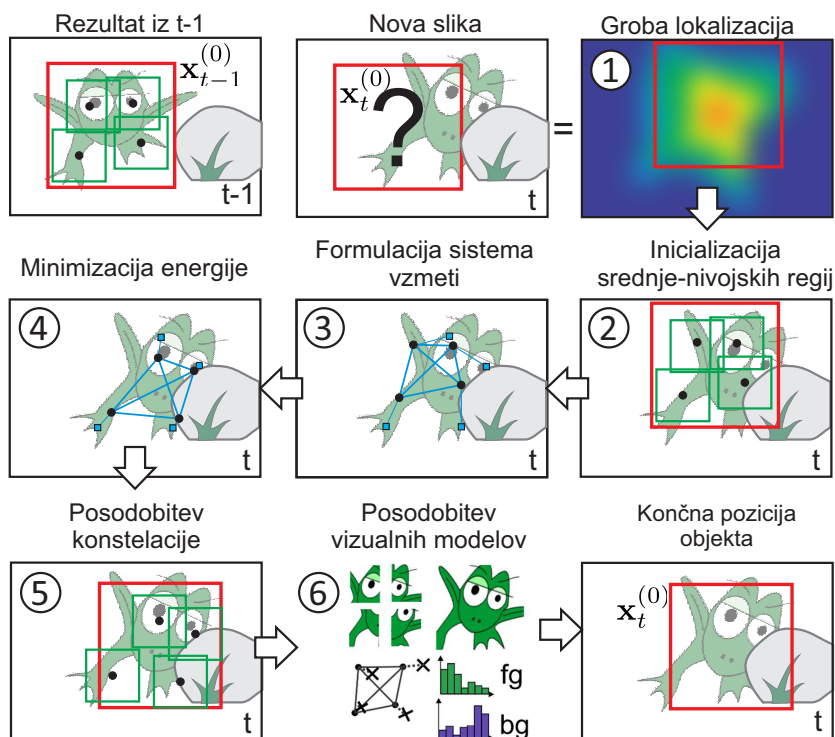 Rezultat iz t-1
x_{t-1}^{(0)}
t-1
Nova slika
x_t^{(0)}
?
t
=
Groba lokalizacija
1
Inicializacija
srednje-nivojskih regij
2
t
Formulacija sistema
vzmeti
3
t
Minimizacija energije
4
t
Posodobitev
konstelacije
5
t
Posodobitev
vizualnih modelov
6
fg
bg
Končna pozicija
objekta
x_t^{(0)}
t